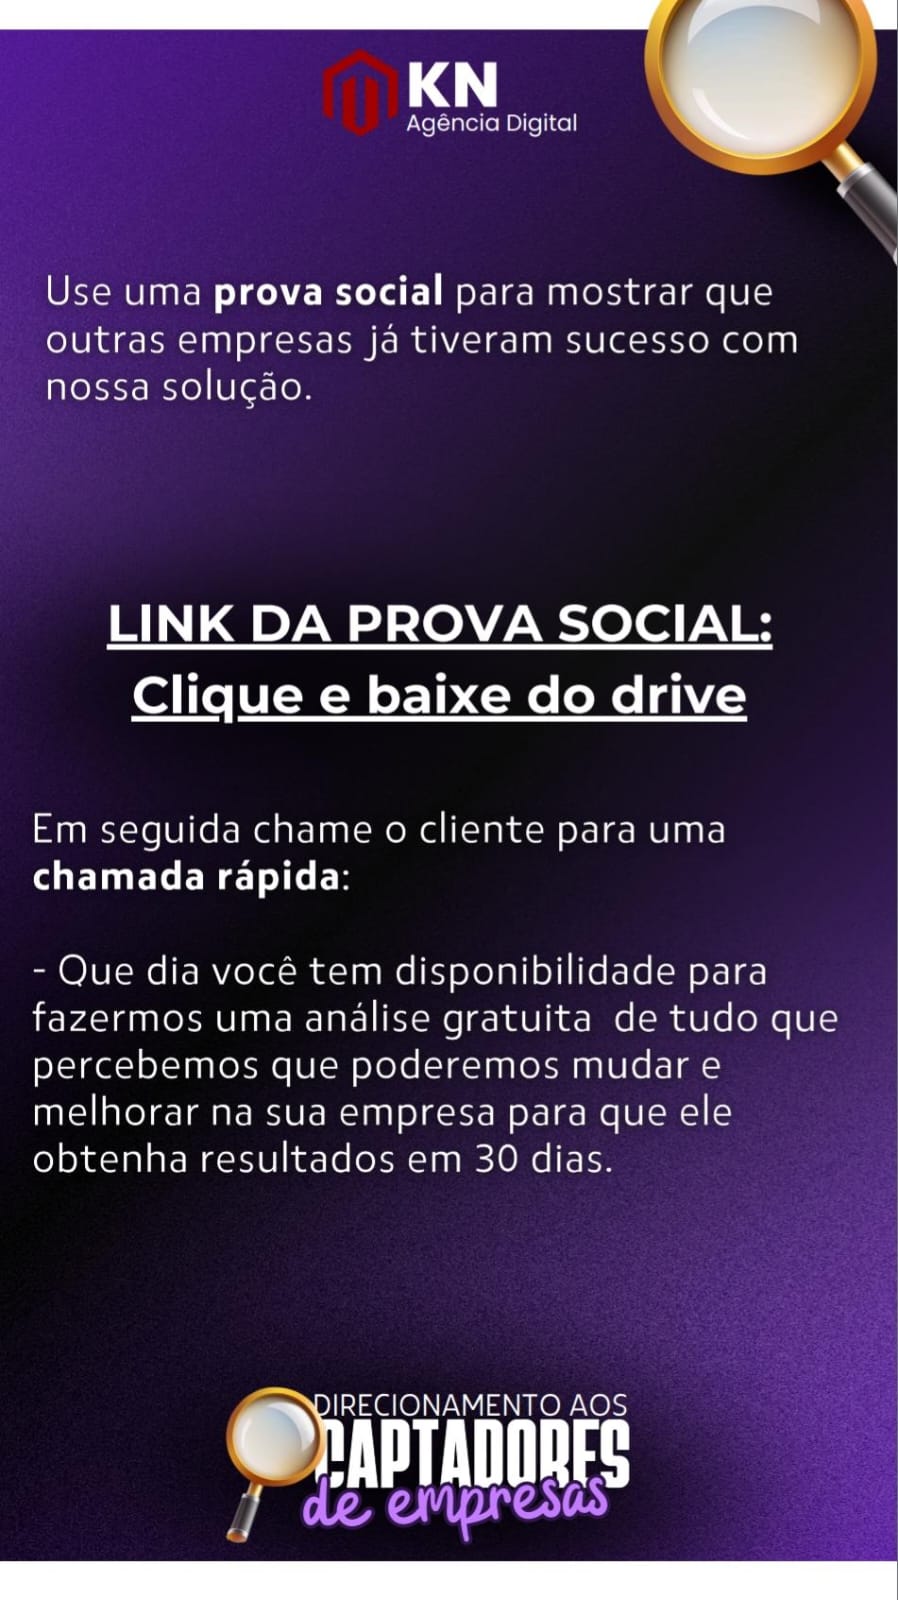 KN
Agência Digital
Use uma prova social para mostrar que
outras empresas já tiveram sucesso com
nossa solução.
LINK DA PROVA SOCIAL:
Clique e baixe do drive
Em seguida chame o cliente para uma
chamada rápida:
- Que dia você tem disponibilidade para
fazermos uma análise gratuita  de tudo que
percebemos que poderemos mudar e
melhorar na sua empresa para que ele
obtenha resultados em 30 dias.
DIRECIONAMENTO AOS
CAPTADORES
de empresas